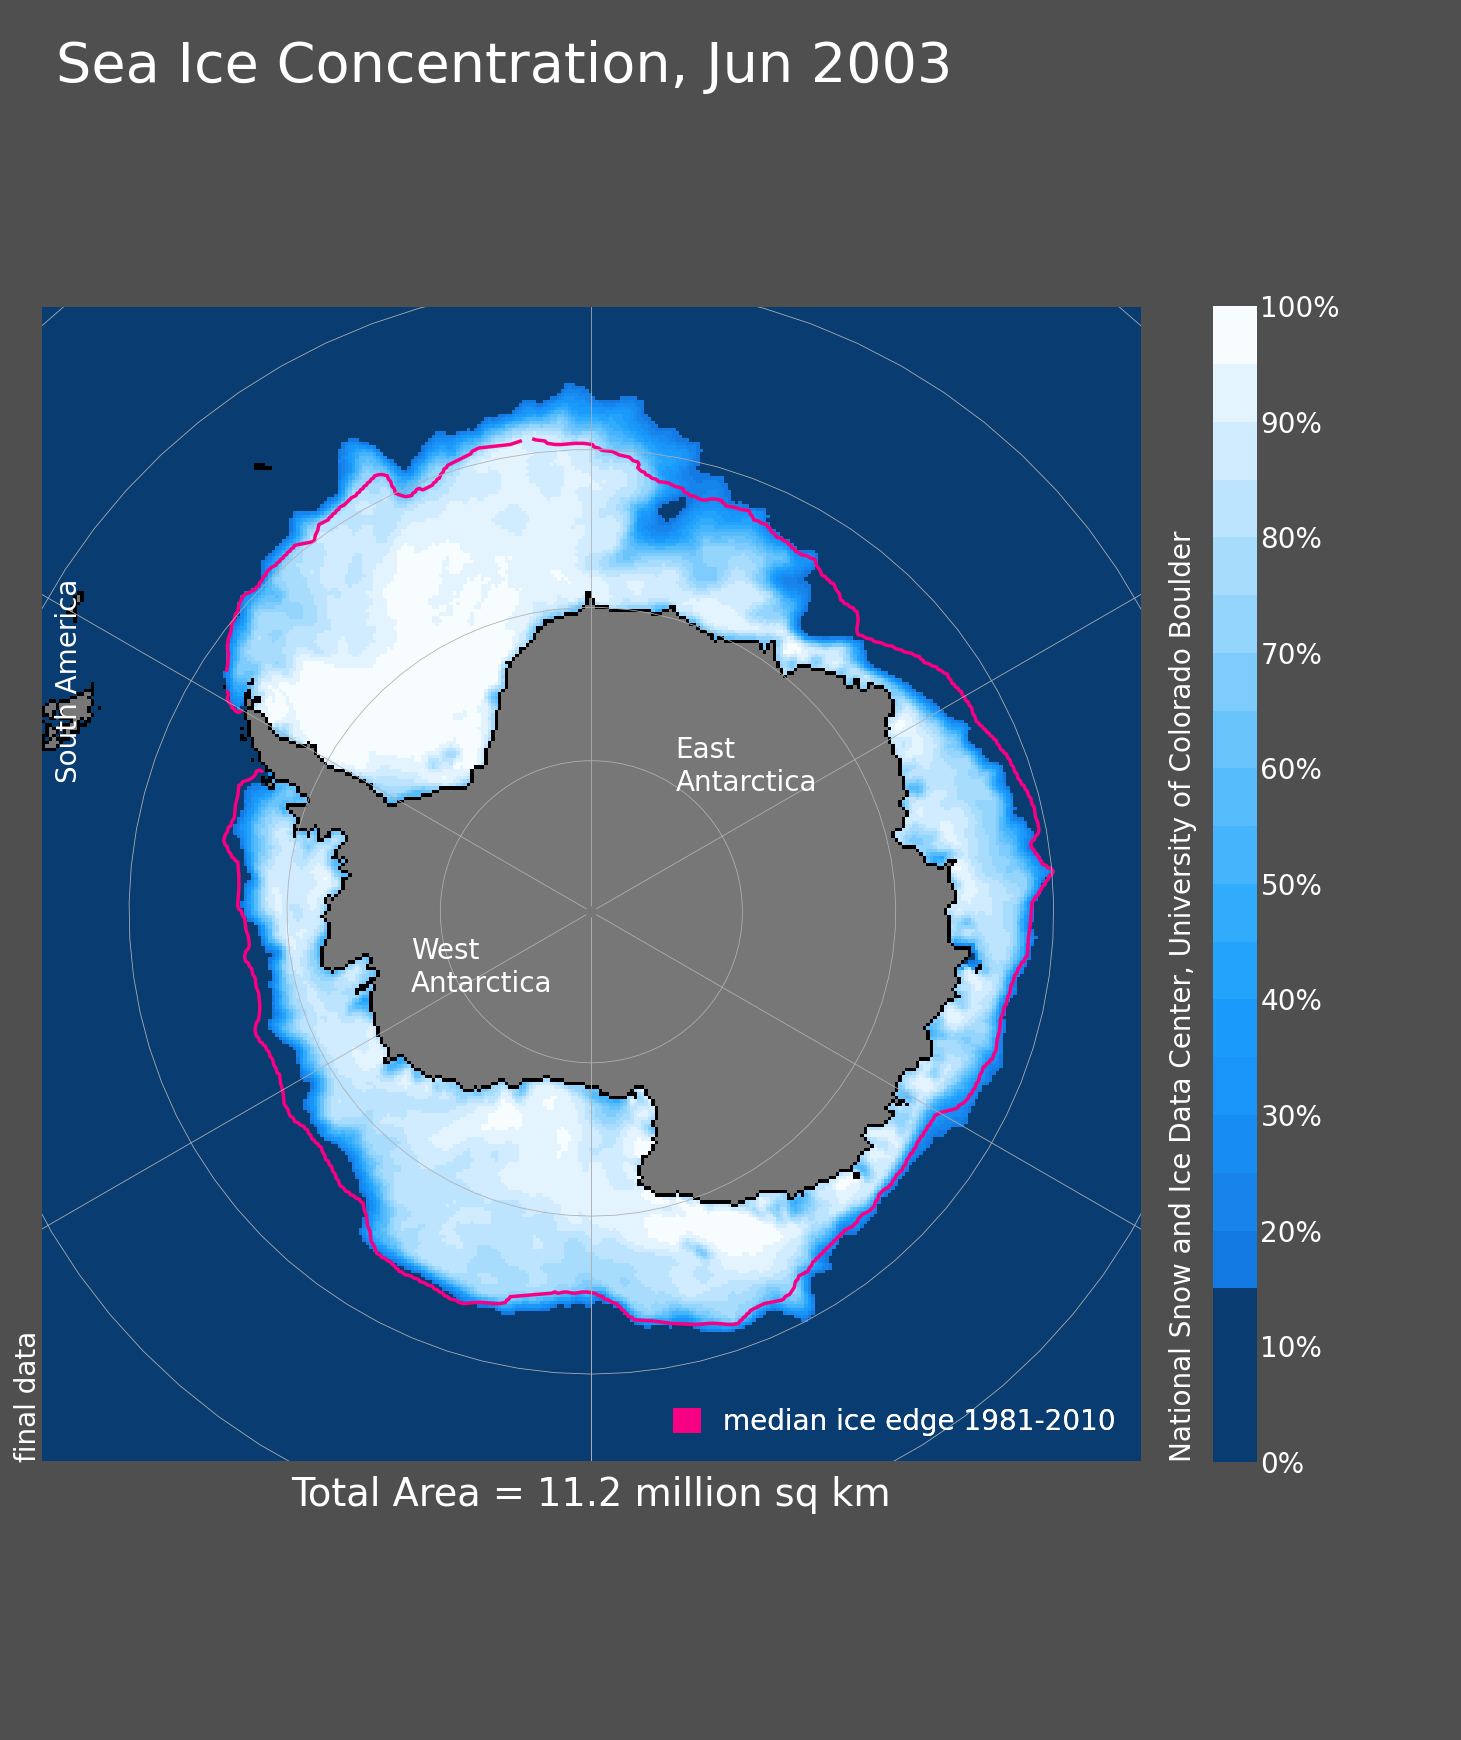 Sea Ice Concentration, Jun 2003
South America
East
Antarctica
West
Antarctica
median ice edge 1981-2010
final data
Total Area = 11.2 million sq km
National Snow and Ice Data Center, University of Colorado Boulder
100%
90%
80%
70%
60%
50%
40%
30%
20%
10%
0%